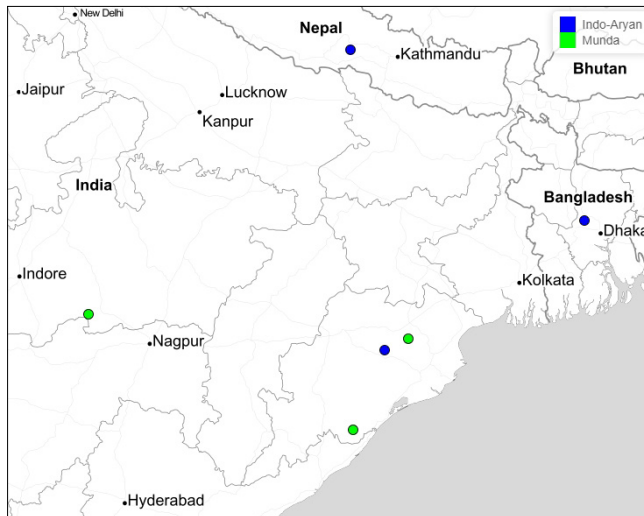 New Delhi
Nepal
Indo-Aryan
Munda
Kathmandu
Bhutan
Jaipur
Lucknow
Kanpur
India
Bangladesh
Dhaka
Indore
Kolkata
Nagpur
Hyderabad